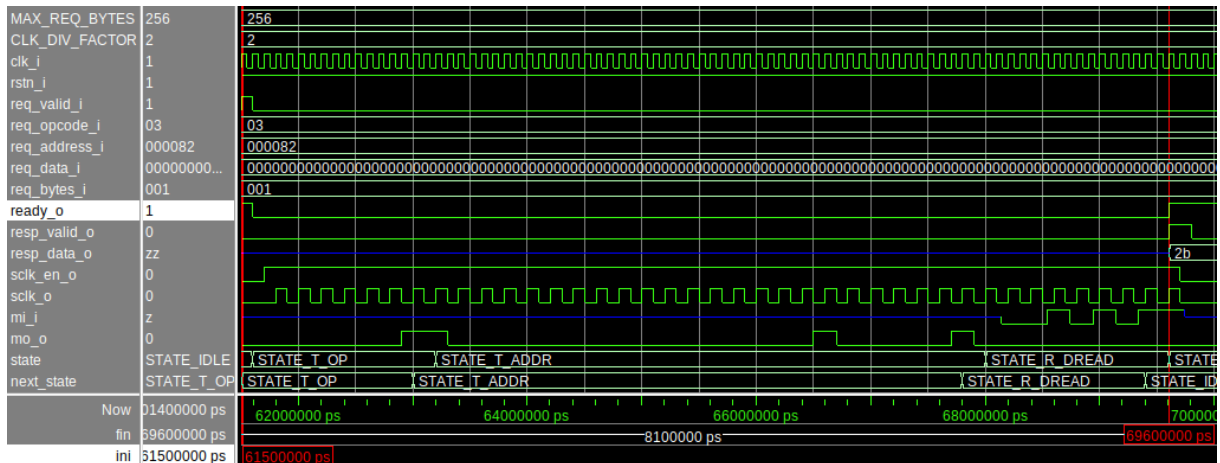 MAX_REQ_BYTES 256 256
CLK_DIV_FACTOR 2 2
clk_i 1
rstn_i 1
req_valid_i 1
req_opcode_i 03 03
req_address_i 000082 000082
req_data_i 00000000...
req_bytes_i 001 001
ready_o 1
resp_valid_o 0
resp_data_o zz 2b
sclk_en_o 0
sclk_o 0
mi_i z
mo_o 0
state STATE_IDLE STATE_T_OP STATE_T_ADDR STATE_R_DREAD STATE
next_state STATE_T_OP STATE_T_OP STATE_T_ADDR STATE_R_DREAD STATE_ID
Now 01400000 ps 62000000 ps 64000000 ps 66000000 ps 68000000 ps 700000
fin 69600000 ps 8100000 ps 69600000 ps
ini 61500000 ps 61500000 ps